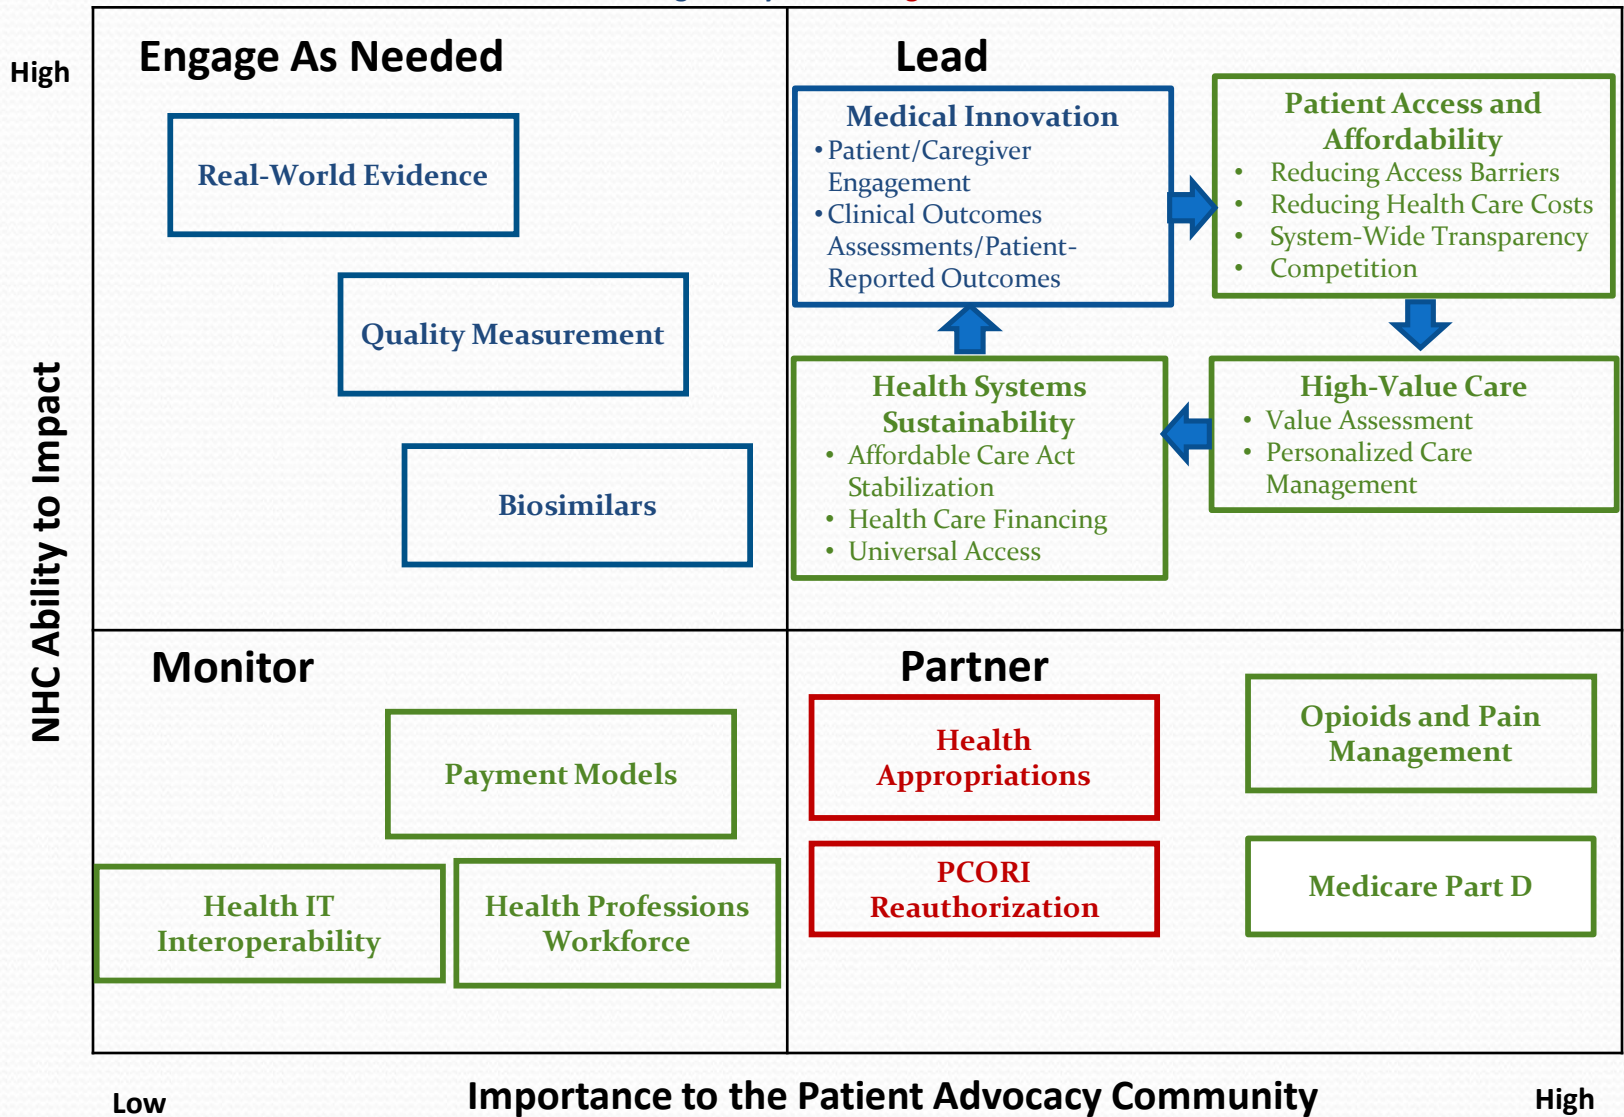 High
Engage As Needed
Real-World Evidence
Quality Measurement
Biosimilars
Lead
Medical Innovation
• Patient/Caregiver
Engagement
• Clinical Outcomes
Assessments/Patient-
Reported Outcomes
Patient Access and
Affordability
• Reducing Access Barriers
• Reducing Health Care Costs
• System-Wide Transparency
• Competition
Health Systems
Sustainability
• Affordable Care Act
Stabilization
• Health Care Financing
• Universal Access
High-Value Care
• Value Assessment
• Personalized Care
Management
NHC Ability to Impact
Monitor
Payment Models
Health IT
Interoperability
Health Professions
Workforce
Partner
Health
Appropriations
Opioids and Pain
Management
PCORI
Reauthorization
Medicare Part D
Low
Importance to the Patient Advocacy Community
High